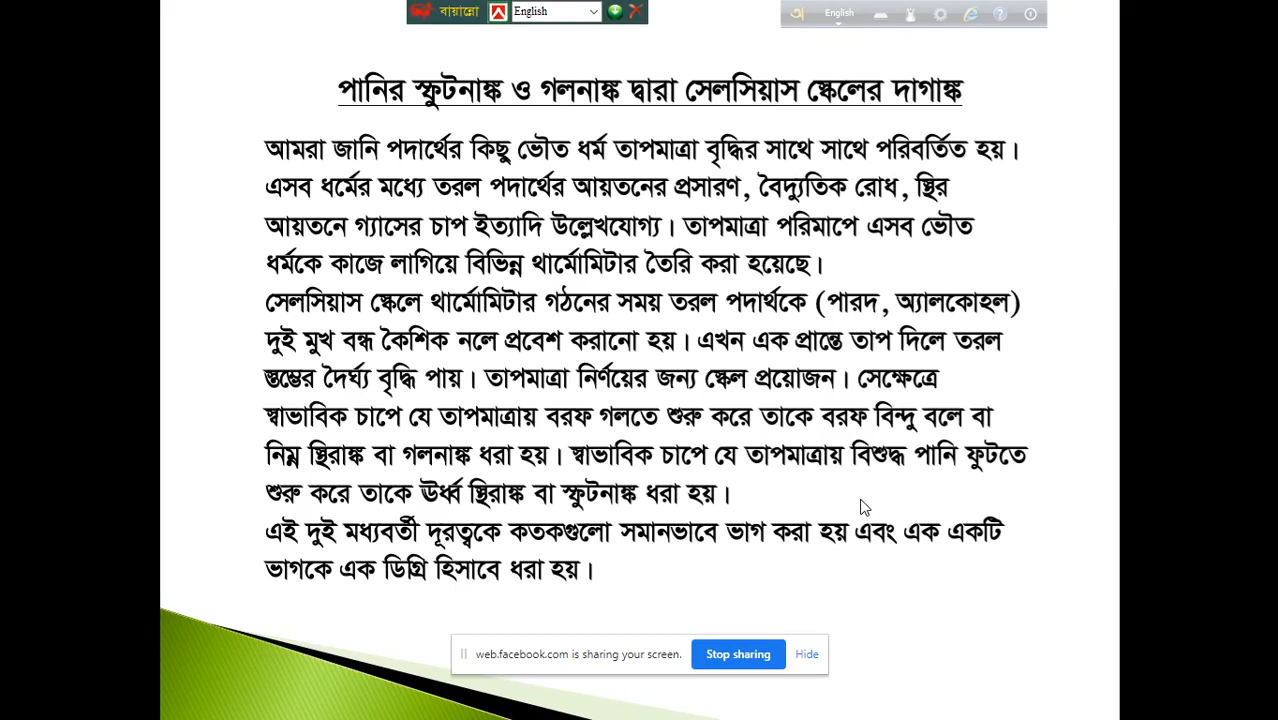 বায়ান্নো English
অ English
পানির স্ফুটনাঙ্ক ও গলনাঙ্ক দ্বারা সেলসিয়াস স্কেলের দাগাঙ্ক
আমরা জানি পদার্থের কিছু ভৌত ধর্ম তাপমাত্রা বৃদ্ধির সাথে সাথে পরিবর্তিত হয়।
এসব ধর্মের মধ্যে তরল পদার্থের আয়তনের প্রসারণ, বৈদ্যুতিক রোধ, স্থির
আয়তনে গ্যাসের চাপ ইত্যাদি উল্লেখযোগ্য। তাপমাত্রা পরিমাপে এসব ভৌত
ধর্মকে কাজে লাগিয়ে বিভিন্ন থার্মোমিটার তৈরি করা হয়েছে।
সেলসিয়াস স্কেলে থার্মোমিটার গঠনের সময় তরল পদার্থকে (পারদ, অ্যালকোহল)
দুই মুখ বন্ধ কৈশিক নলে প্রবেশ করানো হয়। এখন এক প্রান্তে তাপ দিলে তরল
স্তম্ভের দৈর্ঘ্য বৃদ্ধি পায়। তাপমাত্রা নির্ণয়ের জন্য স্কেল প্রয়োজন। সেক্ষেত্রে
স্বাভাবিক চাপে যে তাপমাত্রায় বরফ গলতে শুরু করে তাকে বরফ বিন্দু বলে বা
নিম্ন স্থিরাঙ্ক বা গলনাঙ্ক ধরা হয়। স্বাভাবিক চাপে যে তাপমাত্রায় বিশুদ্ধ পানি ফুটতে
শুরু করে তাকে ঊর্ধ্ব স্থিরাঙ্ক বা স্ফুটনাঙ্ক ধরা হয়।
এই দুই মধ্যবর্তী দূরত্বকে কতকগুলো সমানভাবে ভাগ করা হয় এবং এক একটি
ভাগকে এক ডিগ্রি হিসাবে ধরা হয়।
web.facebook.com is sharing your screen. Stop sharing Hide